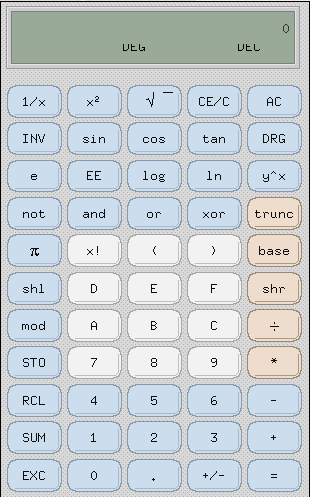 0
DEG DEC
1/x x² √‾ CE/C AC
INV sin cos tan DRG
e EE log ln y^x
not and or xor trunc
π x! ( ) base
shl D E F shr
mod A B C ÷
STO 7 8 9 *
RCL 4 5 6 -
SUM 1 2 3 +
EXC 0 . +/- =